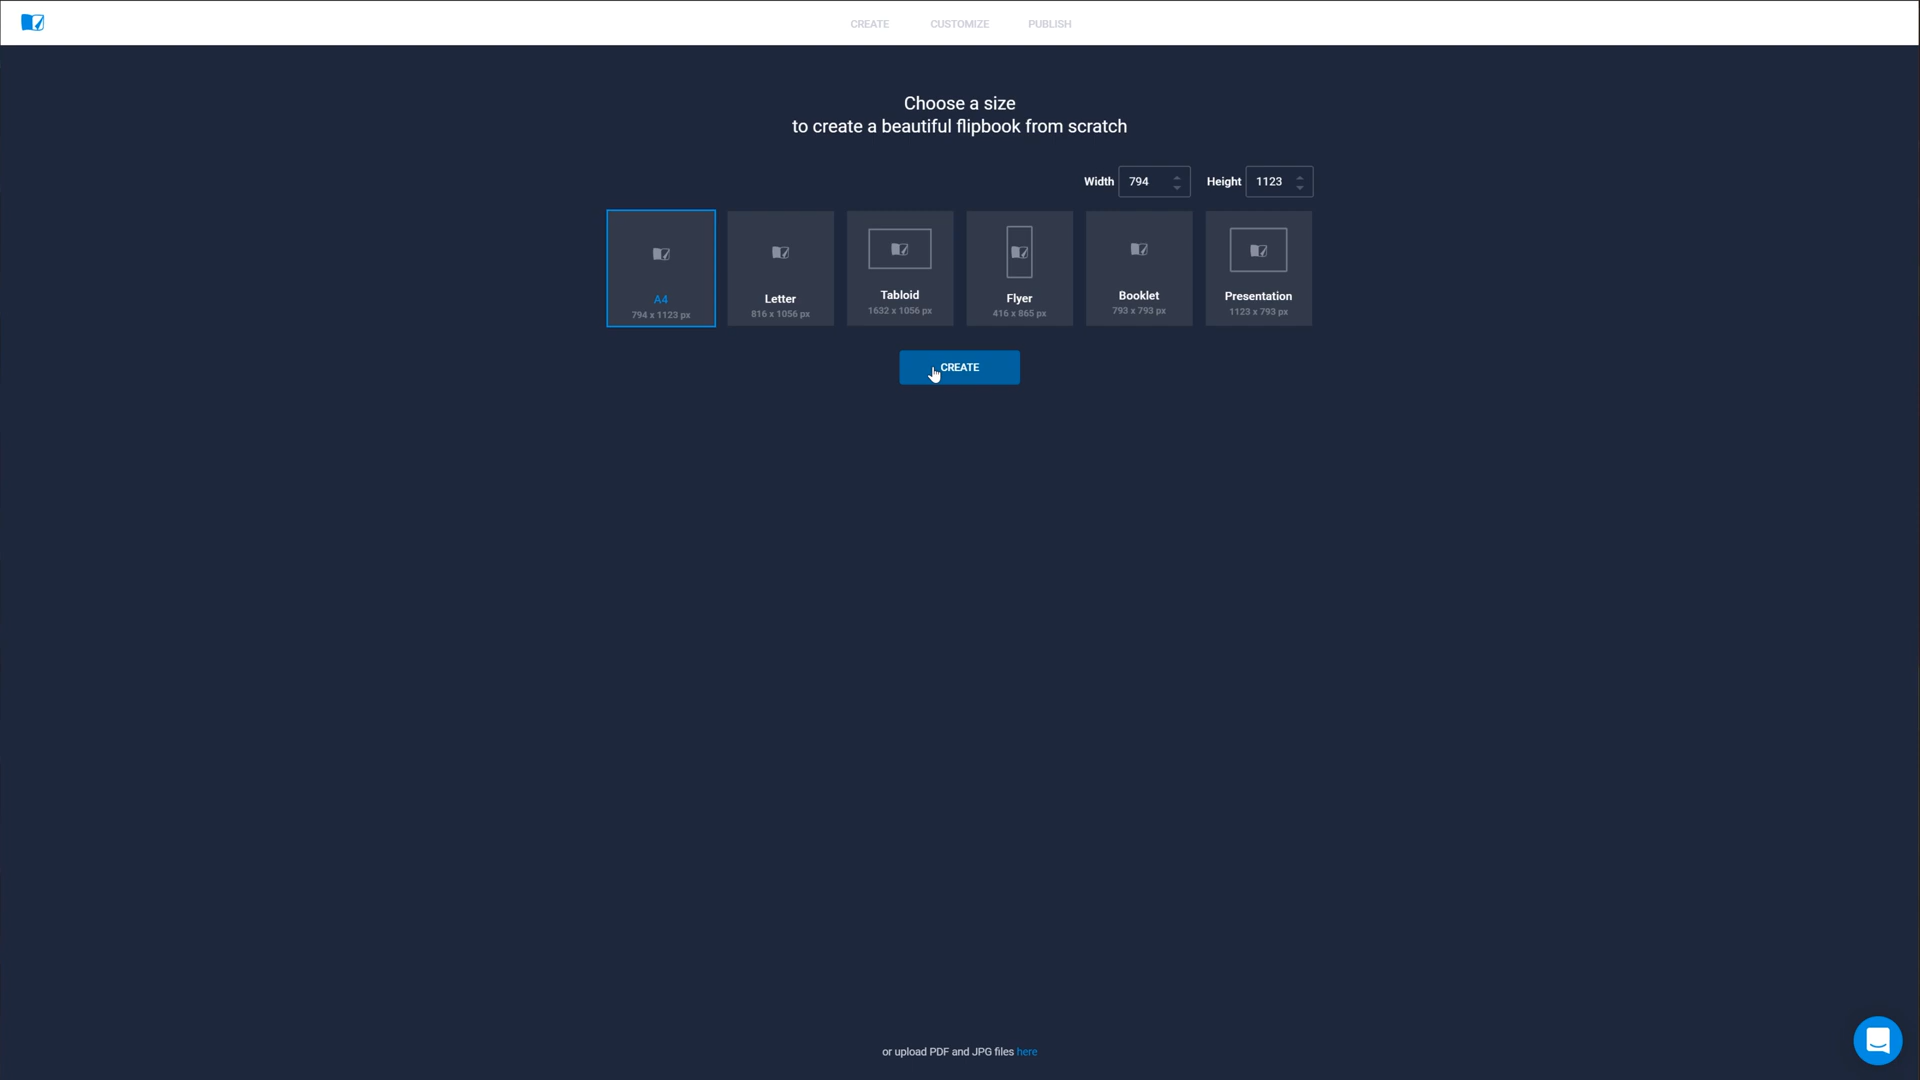 CREATE CUSTOMIZE PUBLISH
Choose a size
to create a beautiful flipbook from scratch
Width 794 Height 1123
A4
794 x 1123 px
Letter
816 x 1056 px
Tabloid
1632 x 1056 px
Flyer
416 x 865 px
Booklet
793 x 793 px
Presentation
1123 x 793 px
CREATE
or upload PDF and JPG files here